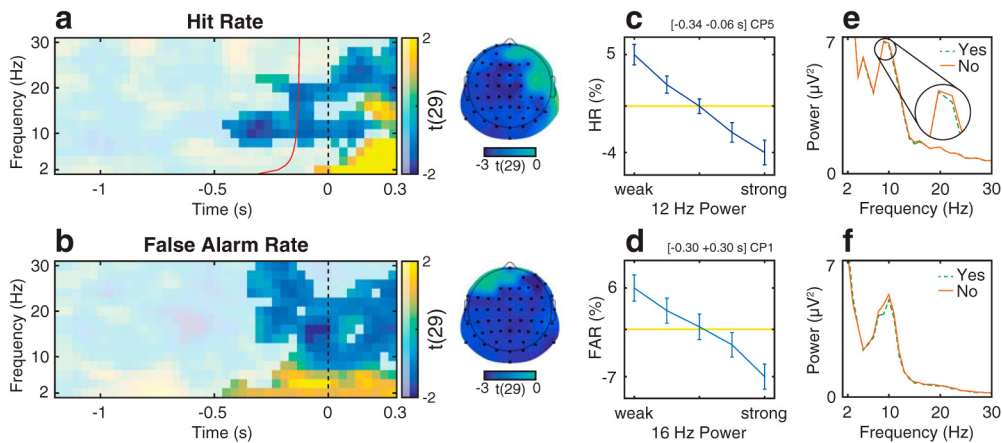 a
Hit Rate
Frequency (Hz)
30
20
10
2
-1
-0.5
0
0.3
Time (s)
2
t(29)
-2
-3 t(29) 0
c
[-0.34 -0.06 s] CP5
HR (%)
5
-4
weak
strong
12 Hz Power
e
Power (µV²)
7
0
Yes
No
2
10
20
30
Frequency (Hz)
b
False Alarm Rate
Frequency (Hz)
30
20
10
2
-1
-0.5
0
0.3
Time (s)
2
t(29)
-2
-3 t(29) 0
d
[-0.30 +0.30 s] CP1
FAR (%)
6
-7
weak
strong
16 Hz Power
f
Power (µV²)
7
0
Yes
No
2
10
20
30
Frequency (Hz)